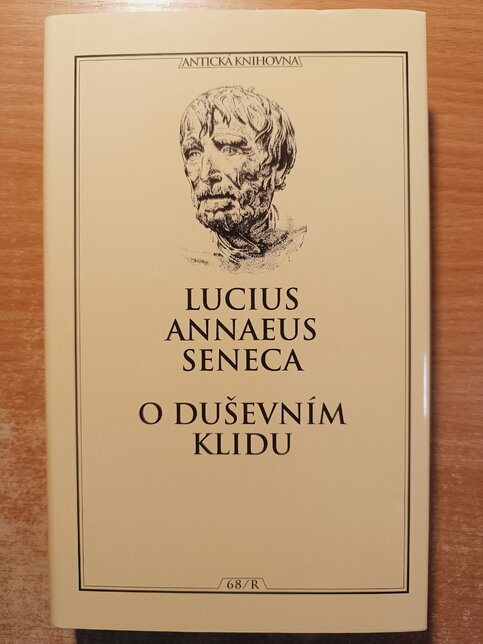 ANTICKÁ KNIHOVNA
LUCIUS
ANNAEUS
SENECA
O DUŠEVNÍM
KLIDU
68/R